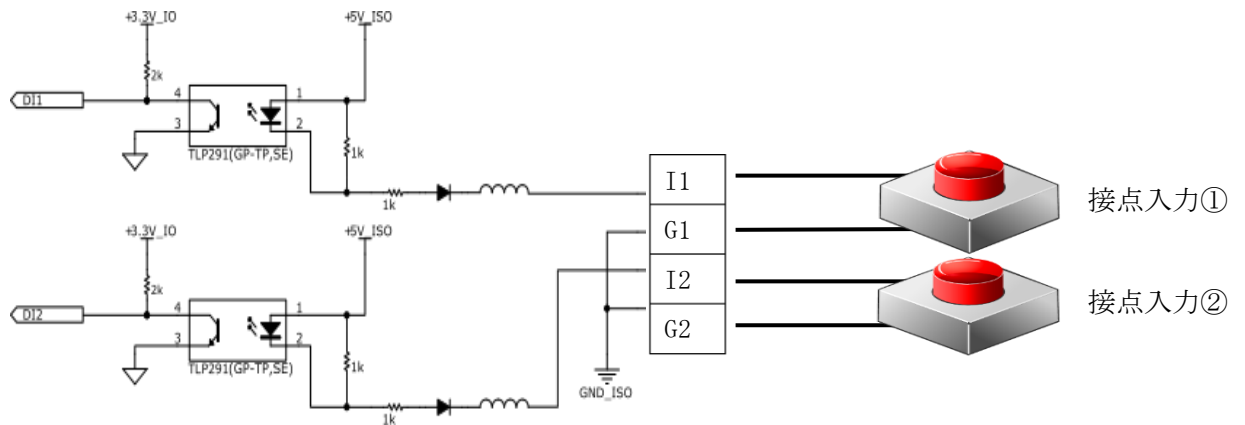 +3.3V_IO
+5V_ISO
2k
DI1
4
1
3
2
TLP291(GP-TP,SE)
1k
1k
I1
G1
I2
G2
接点入力①
接点入力②
+3.3V_IO
+5V_ISO
2k
DI2
4
1
3
2
TLP291(GP-TP,SE)
1k
1k
GND_ISO